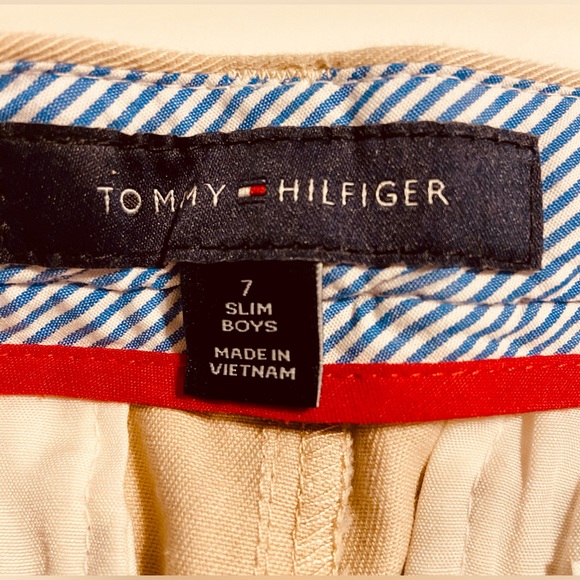 TOMMY HILFIGER
7
SLIM
BOYS
MADE IN
VIETNAM